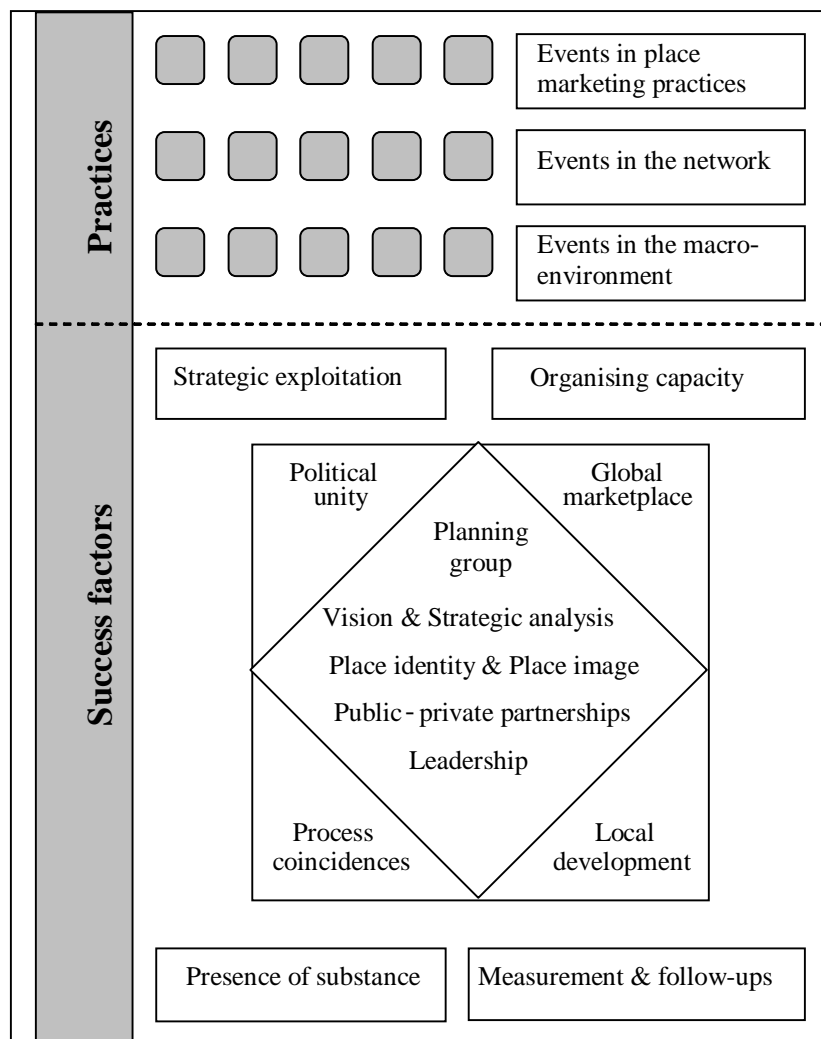 Practices
Events in place
marketing practices
Events in the network
Events in the macro-
environment
Success factors
Strategic exploitation
Organising capacity
Political
unity
Global
marketplace
Planning
group
Vision & Strategic analysis
Place identity & Place image
Public - private partnerships
Leadership
Process
coincidences
Local
development
Presence of substance
Measurement & follow-ups